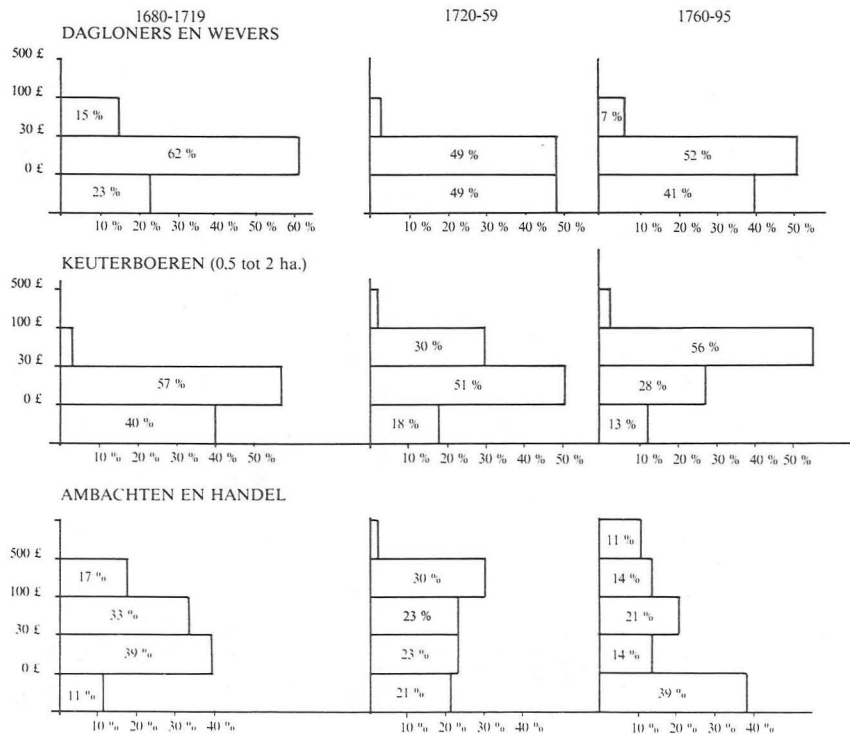 1680-1719 1720-59 1760-95
DAGLONERS EN WEVERS
500 £
100 £
15 % 7 %
30 £
62 % 49 % 52 %
0 £
23 % 49 % 41 %
10 % 20 % 30 % 40 % 50 % 60 % 10 % 20 % 30 % 40 % 50 % 10 % 20 % 30 % 40 % 50 %
KEUTERBOEREN (0.5 tot 2 ha.)
500 £
100 £
30 % 56 %
30 £
57 % 51 % 28 %
0 £
40 % 18 % 13 %
10 % 20 % 30 % 40 % 50 % 10 % 20 % 30 % 40 % 50 % 10 % 20 % 30 % 40 % 50 %
AMBACHTEN EN HANDEL
11 %
500 £
17 % 30 % 14 %
100 £
33 % 23 % 21 %
30 £
39 % 23 % 14 %
0 £
11 % 21 % 39 %
10 % 20 % 30 % 40 % 10 % 20 % 30 % 40 % 10 % 20 % 30 % 40 %